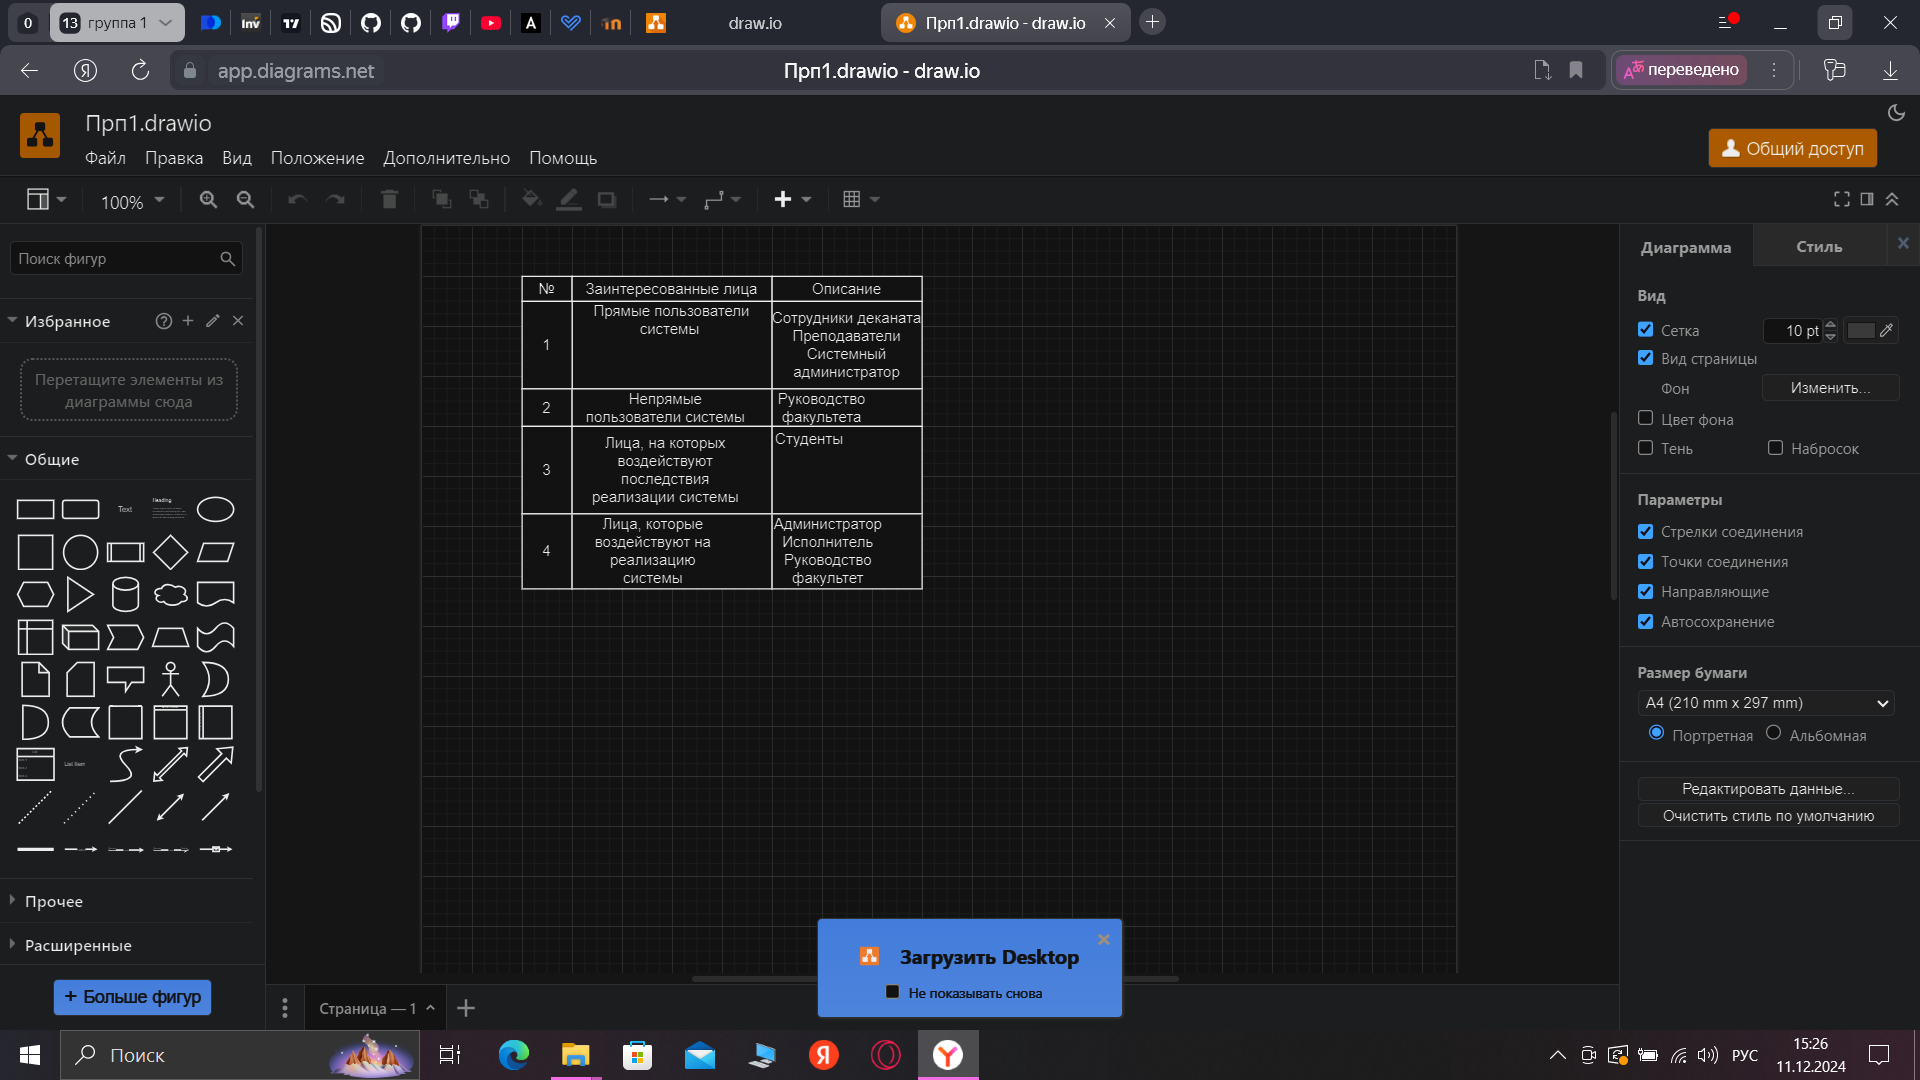 0
13 группа 1
draw.io
Прп1.drawio - draw.io
app.diagrams.net
Прп1.drawio - draw.io
переведено
Прп1.drawio
Файл Правка Вид Положение Дополнительно Помощь
Общий доступ
100%
Поиск фигур
Избранное
Перетащите элементы из
диаграммы сюда
Общие
Text
Heading
List Item
Прочее
Расширенные
+ Больше фигур
№ Заинтересованные лица Описание
1
Прямые пользователи
системы
Сотрудники деканата
Преподаватели
Системный
администратор
2
Непрямые
пользователи системы
Руководство
факультета
3
Лица, на которых
воздействуют
последствия
реализации системы
Студенты
4
Лица, которые
воздействуют на
реализацию
системы
Администратор
Исполнитель
Руководство
факультет
Диаграмма Стиль
Вид
Сетка 10 pt
Вид страницы
Фон Изменить...
Цвет фона
Тень Набросок
Параметры
Стрелки соединения
Точки соединения
Направляющие
Автосохранение
Размер бумаги
A4 (210 mm x 297 mm)
Портретная Альбомная
Редактировать данные...
Очистить стиль по умолчанию
Загрузить Desktop
Не показывать снова
Страница — 1
Поиск
РУС
15:26
11.12.2024